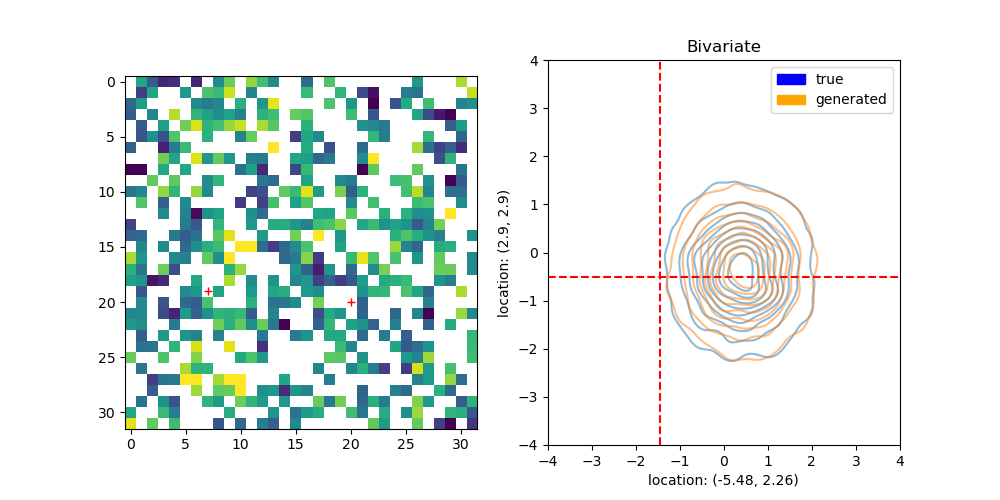 Bivariate
0
5
10
15
20
25
30
0 5 10 15 20 25 30
location: (2.9, 2.9)
4
3
2
1
0
−1
−2
−3
−4
true
generated
−4 −3 −2 −1 0 1 2 3 4
location: (-5.48, 2.26)